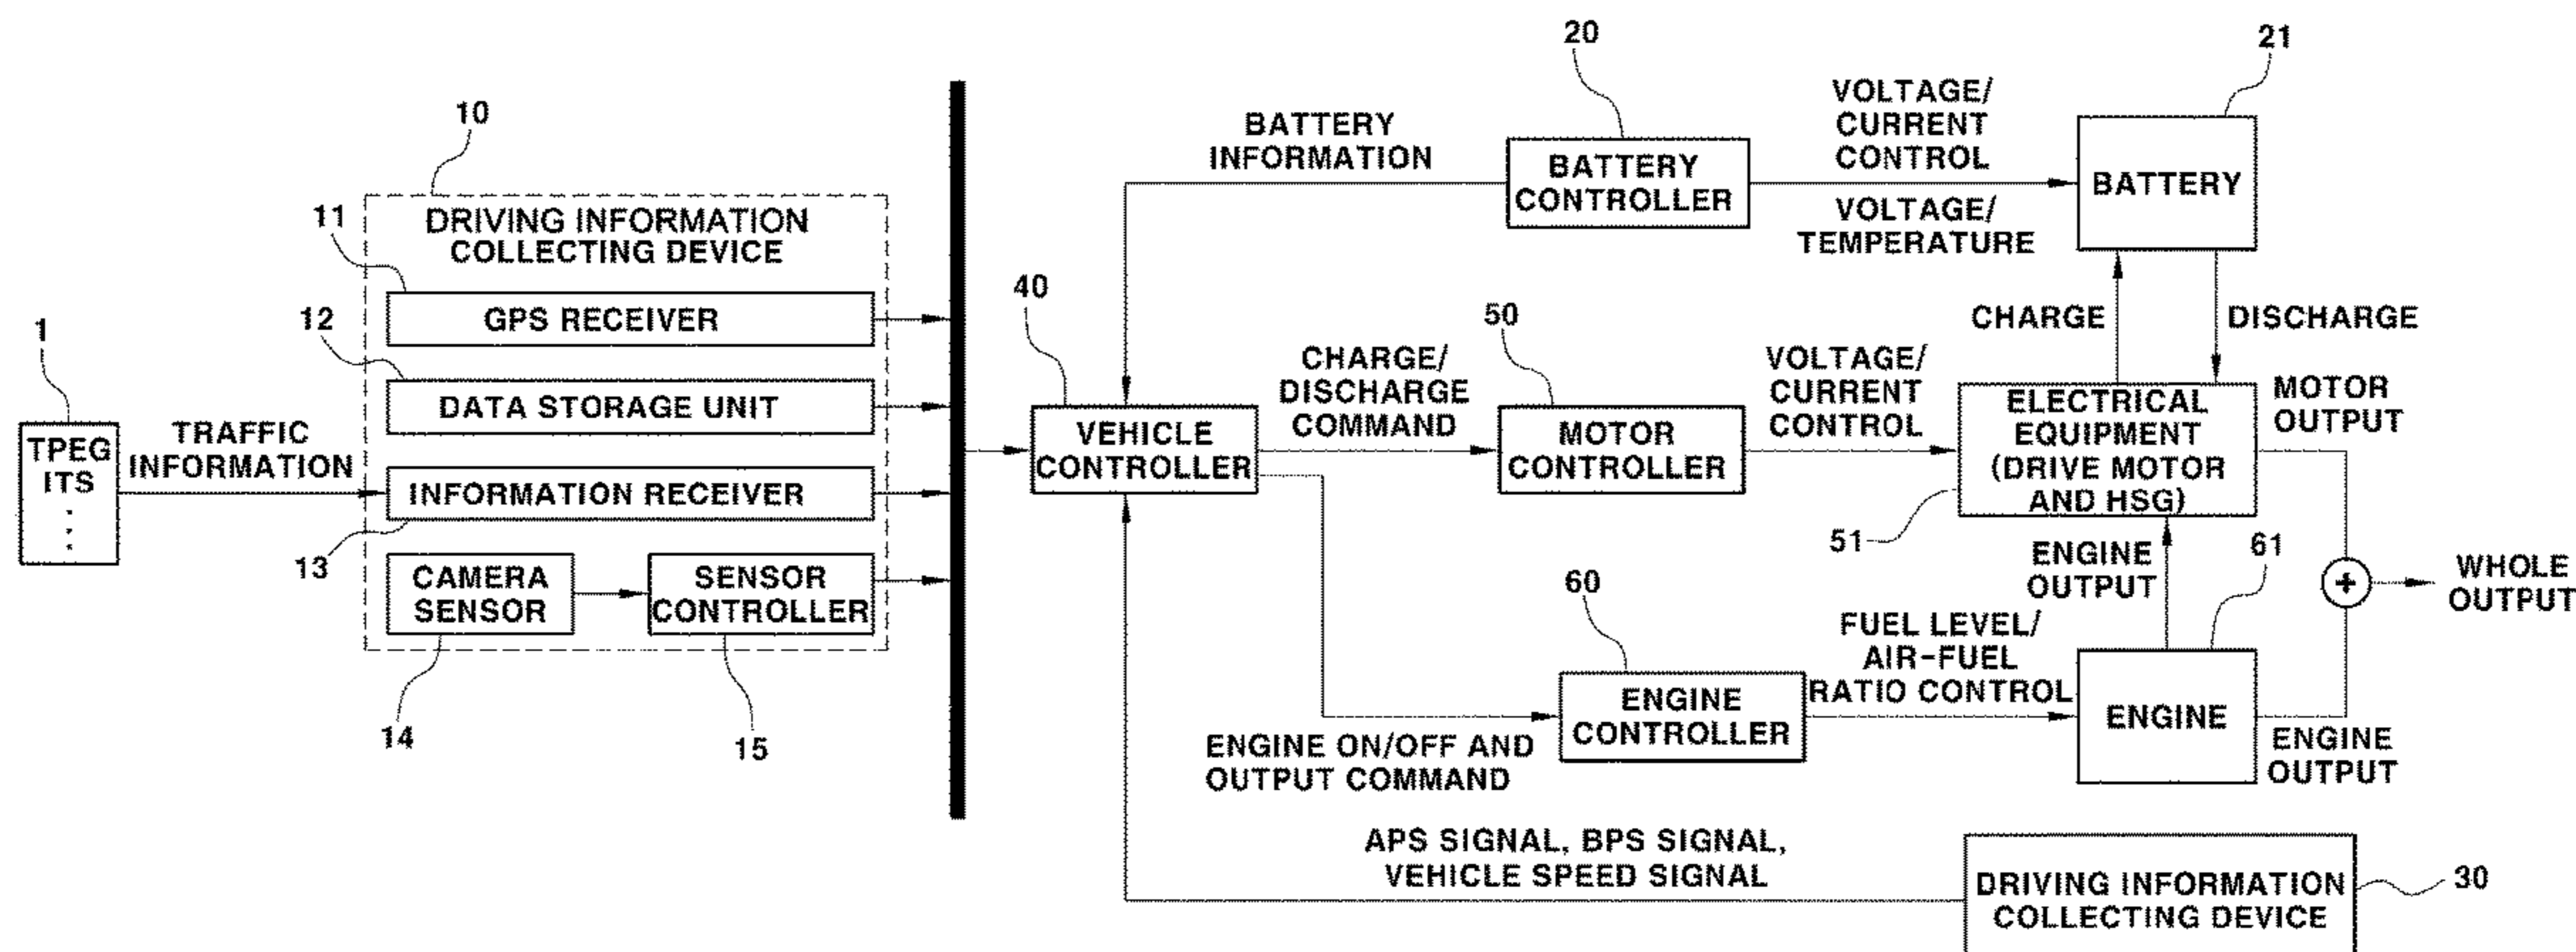 10
DRIVING INFORMATION
COLLECTING DEVICE
11
GPS RECEIVER
12
DATA STORAGE UNIT
1
TPEG
ITS
TRAFFIC
INFORMATION
INFORMATION RECEIVER
13
CAMERA
SENSOR
14
SENSOR
CONTROLLER
15
20
BATTERY
INFORMATION
BATTERY
CONTROLLER
VOLTAGE/
CURRENT
CONTROL
VOLTAGE/
TEMPERATURE
21
BATTERY
CHARGE
DISCHARGE
40
VEHICLE
CONTROLLER
CHARGE/
DISCHARGE
COMMAND
50
MOTOR
CONTROLLER
VOLTAGE/
CURRENT
CONTROL
ELECTRICAL
EQUIPMENT
(DRIVE MOTOR
AND HSG)
51
MOTOR
OUTPUT
ENGINE
OUTPUT
61
+
WHOLE
OUTPUT
60
ENGINE
CONTROLLER
ENGINE ON/OFF AND
OUTPUT COMMAND
FUEL LEVEL/
AIR-FUEL
RATIO CONTROL
ENGINE
ENGINE
OUTPUT
APS SIGNAL, BPS SIGNAL,
VEHICLE SPEED SIGNAL
DRIVING INFORMATION
COLLECTING DEVICE
30